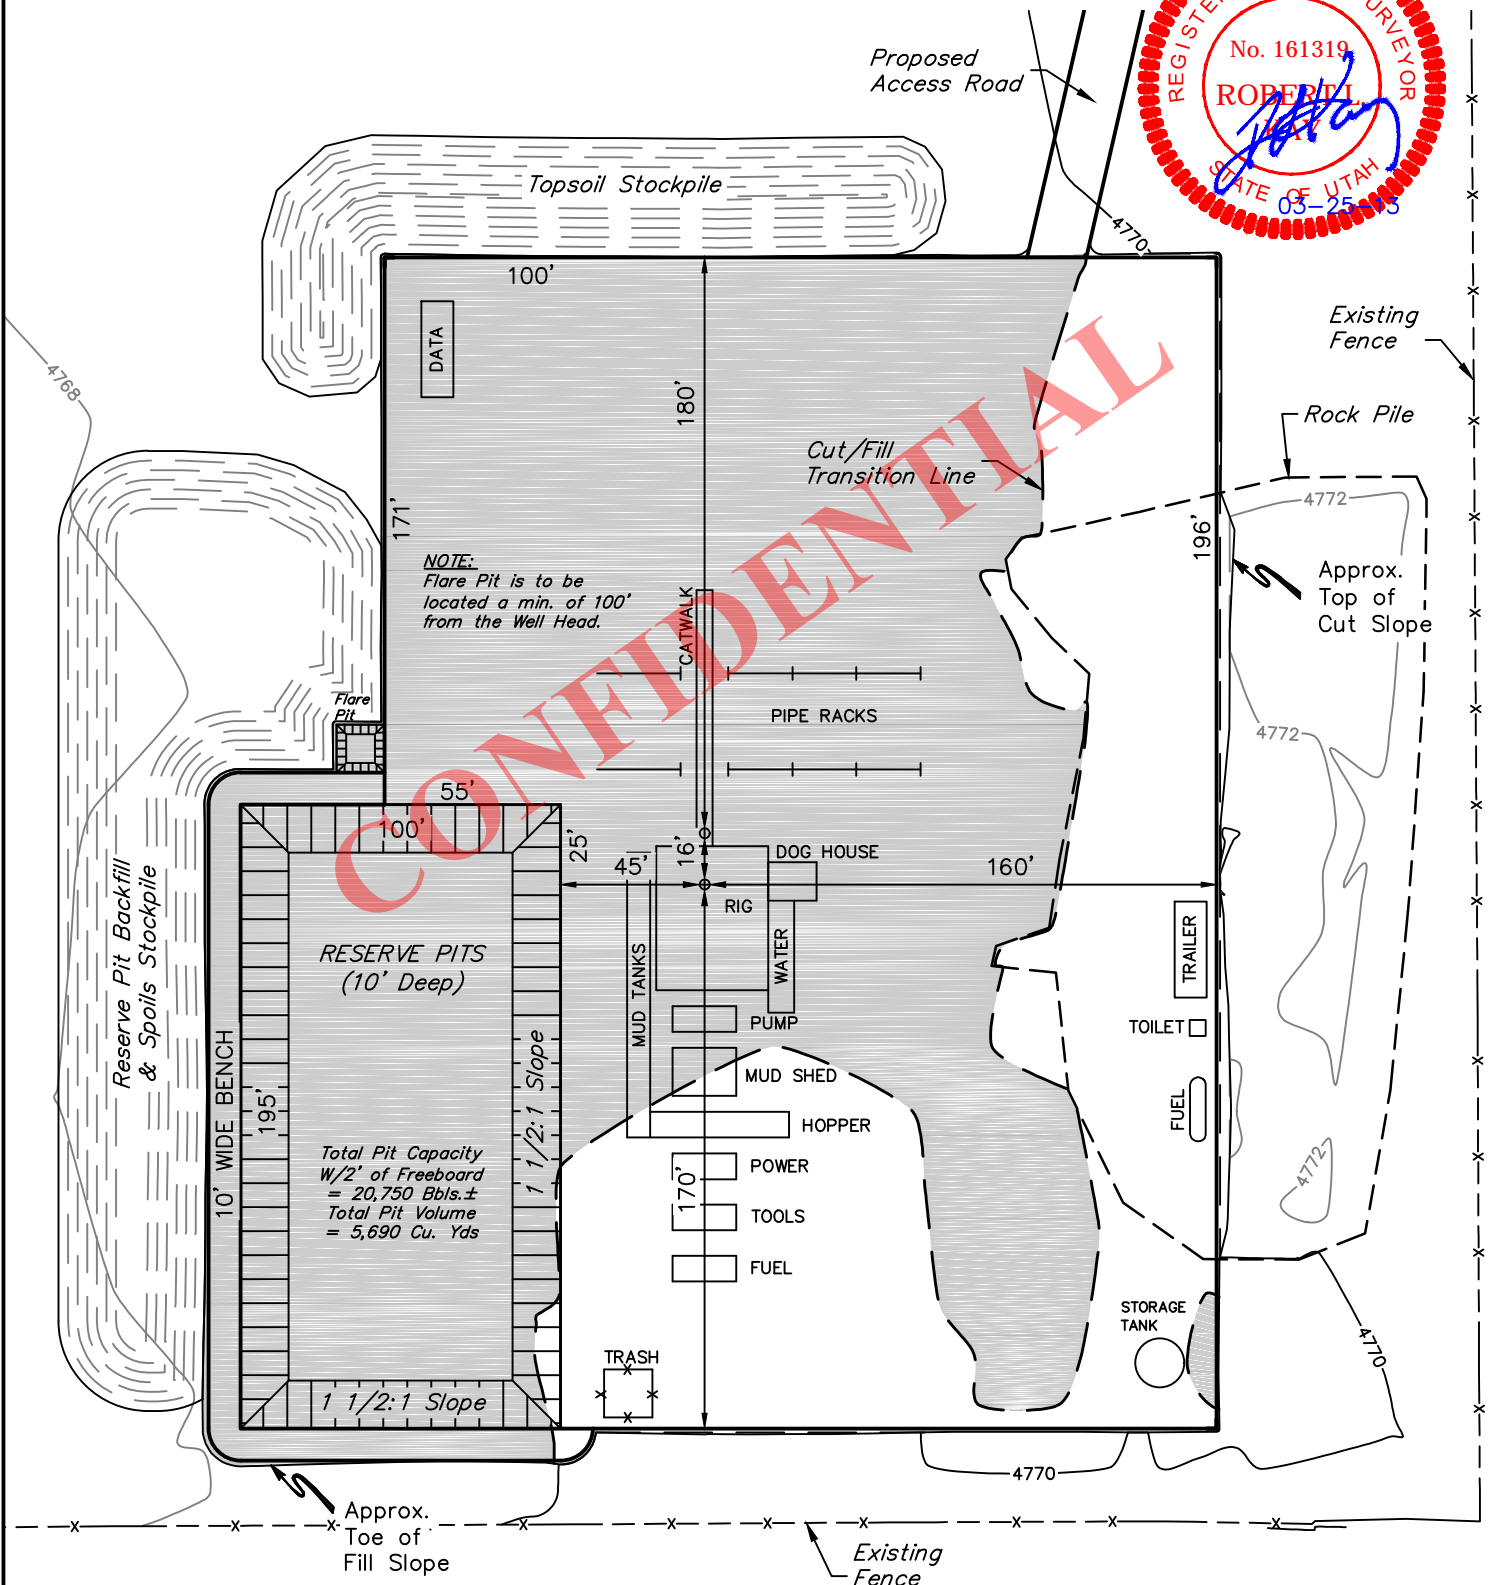 Proposed
Access Road
REGISTE
URVEYOR
No. 161319
ROBERT L.
KAY
STATE OF UTAH
03-25-13
Topsoil Stockpile
4770
100'
DATA
180'
Existing
Fence
4768
Rock Pile
Cut/Fill
Transition Line
4772
171'
196'
NOTE:
Flare Pit is to be
located a min. of 100'
from the Well Head.
Approx.
Top of
Cut Slope
CATWALK
CONFIDENTIAL
Flare
Pit
PIPE RACKS
4772
55'
100'
25'
45'
16'
DOG HOUSE
160'
RIG
Reserve Pit Backfill
& Spoils Stockpile
RESERVE PITS
(10' Deep)
MUD TANKS
WATER
TRAILER
PUMP
TOILET
10' WIDE BENCH
195'
1 1/2:1 Slope
MUD SHED
FUEL
HOPPER
Total Pit Capacity
W/2' of Freeboard
= 20,750 Bbls.±
Total Pit Volume
= 5,690 Cu. Yds
POWER
4772
170'
TOOLS
FUEL
STORAGE
TANK
TRASH
4770
1 1/2:1 Slope
4770
Approx.
Toe of
Fill Slope
Existing
Fence